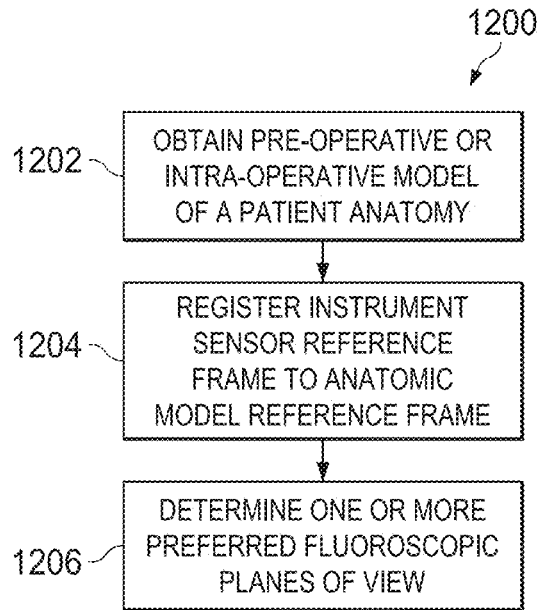 1200
1202
OBTAIN PRE-OPERATIVE OR
INTRA-OPERATIVE MODEL
OF A PATIENT ANATOMY
1204
REGISTER INSTRUMENT
SENSOR REFERENCE
FRAME TO ANATOMIC
MODEL REFERENCE FRAME
1206
DETERMINE ONE OR MORE
PREFERRED FLUOROSCOPIC
PLANES OF VIEW